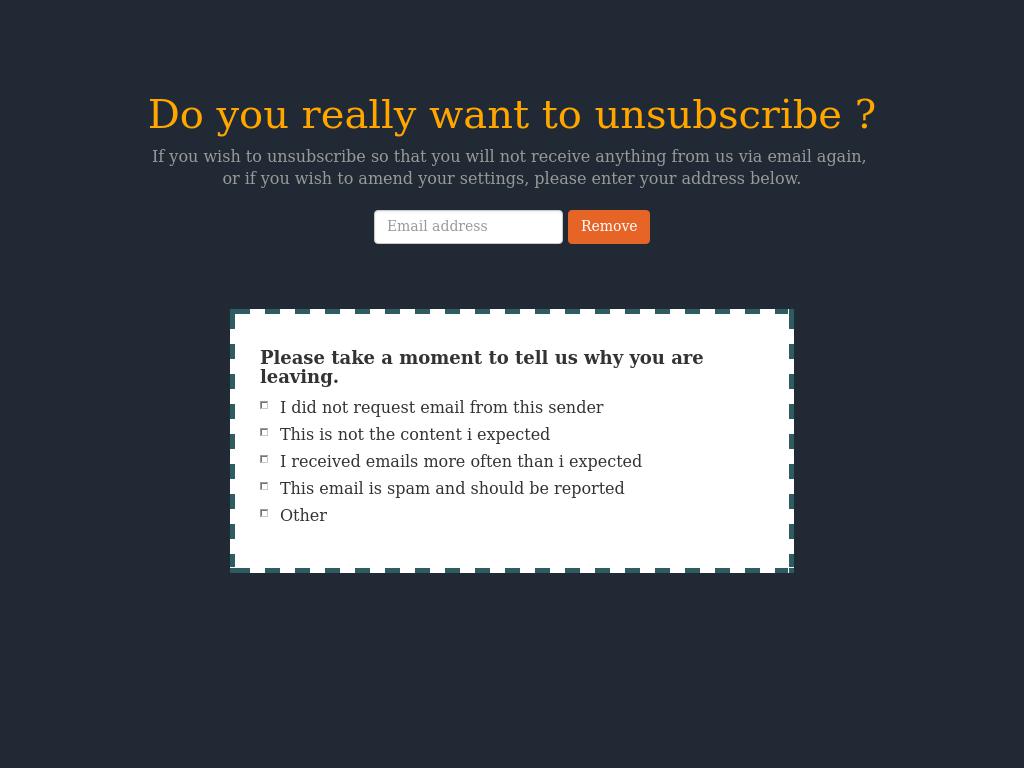 Do you really want to unsubscribe ?
If you wish to unsubscribe so that you will not receive anything from us via email again,
or if you wish to amend your settings, please enter your address below.
Email address
Remove
Please take a moment to tell us why you are
leaving.
I did not request email from this sender
This is not the content i expected
I received emails more often than i expected
This email is spam and should be reported
Other